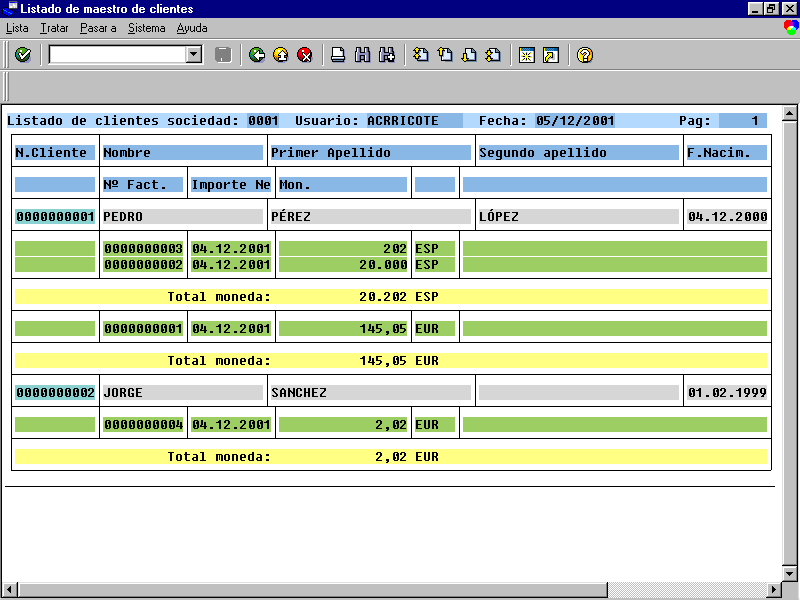 Listado de maestro de clientes
Lista Tratar Pasar a Sistema Ayuda
Listado de clientes sociedad: 0001 Usuario: ACRRICOTE Fecha: 05/12/2001 Pag: 1
N.Cliente Nombre Primer Apellido Segundo apellido F.Nacim.
Nº Fact. Importe Ne Mon.
0000000001 PEDRO PÉREZ LÓPEZ 04.12.2000
0000000003 04.12.2001 202 ESP
0000000002 04.12.2001 20.000 ESP
Total moneda: 20.202 ESP
0000000001 04.12.2001 145,05 EUR
Total moneda: 145,05 EUR
0000000002 JORGE SANCHEZ 01.02.1999
0000000004 04.12.2001 2,02 EUR
Total moneda: 2,02 EUR